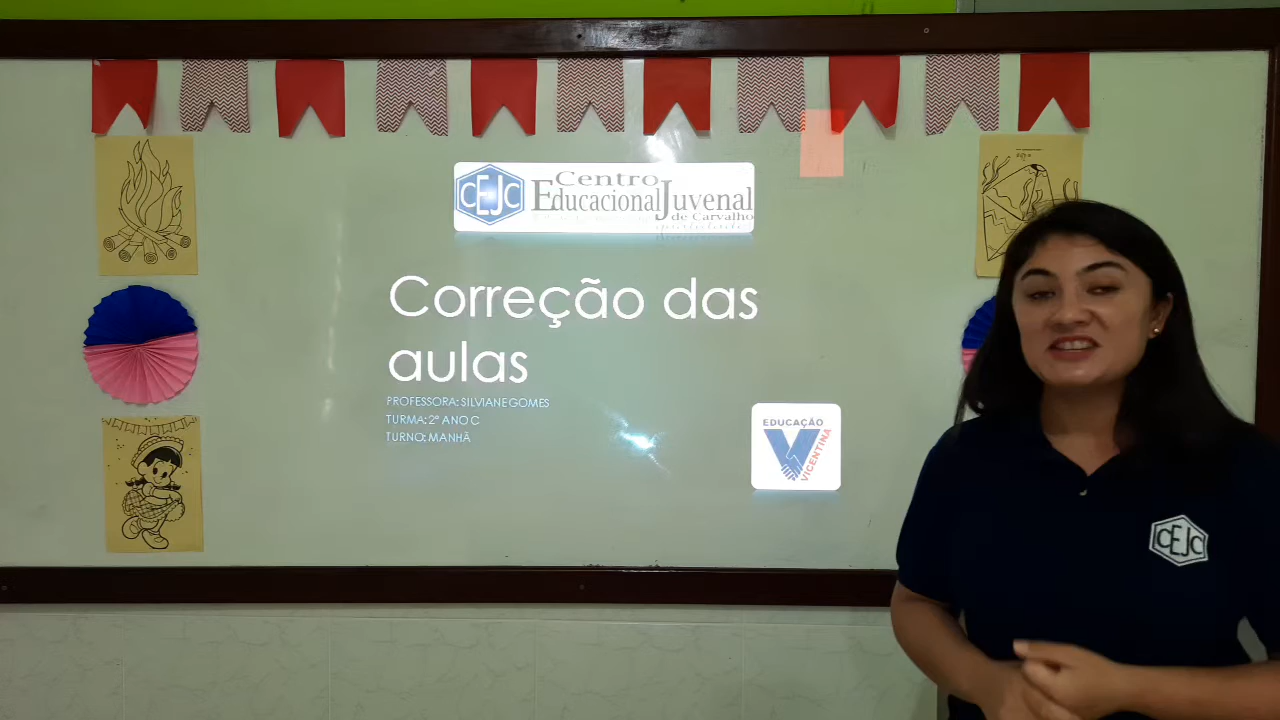 CEJC
Centro
Educacional Juvenal
de Carvalho
Correção das
aulas
PROFESSORA: SILVIANE GOMES
TURMA: 2° ANO C
TURNO: MANHÃ
EDUCAÇÃO
VICENTINA
CEJC